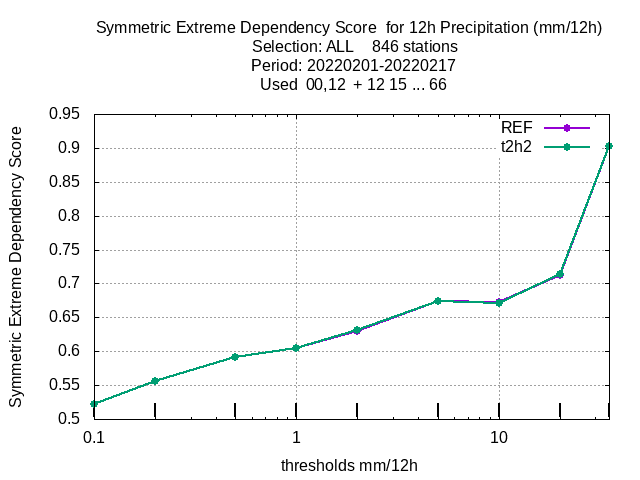 Symmetric Extreme Dependency Score  for 12h Precipitation (mm/12h)
Selection: ALL    846 stations
Period: 20220201-20220217
Used  00,12  + 12 15 ... 66
REF
t2h2
0.95
0.9
0.85
0.8
0.75
0.7
0.65
0.6
0.55
0.5
Symmetric Extreme Dependency Score
0.1 1 10
thresholds mm/12h